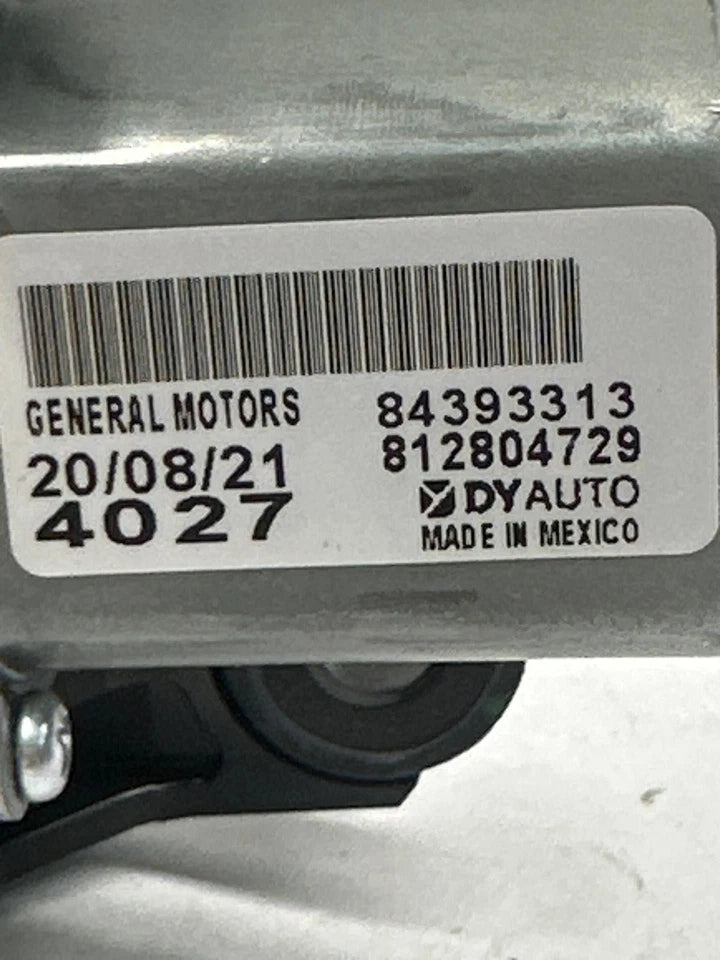 GENERAL MOTORS 84393313
20/08/21 812804729
4027 DYAUTO
MADE IN MEXICO